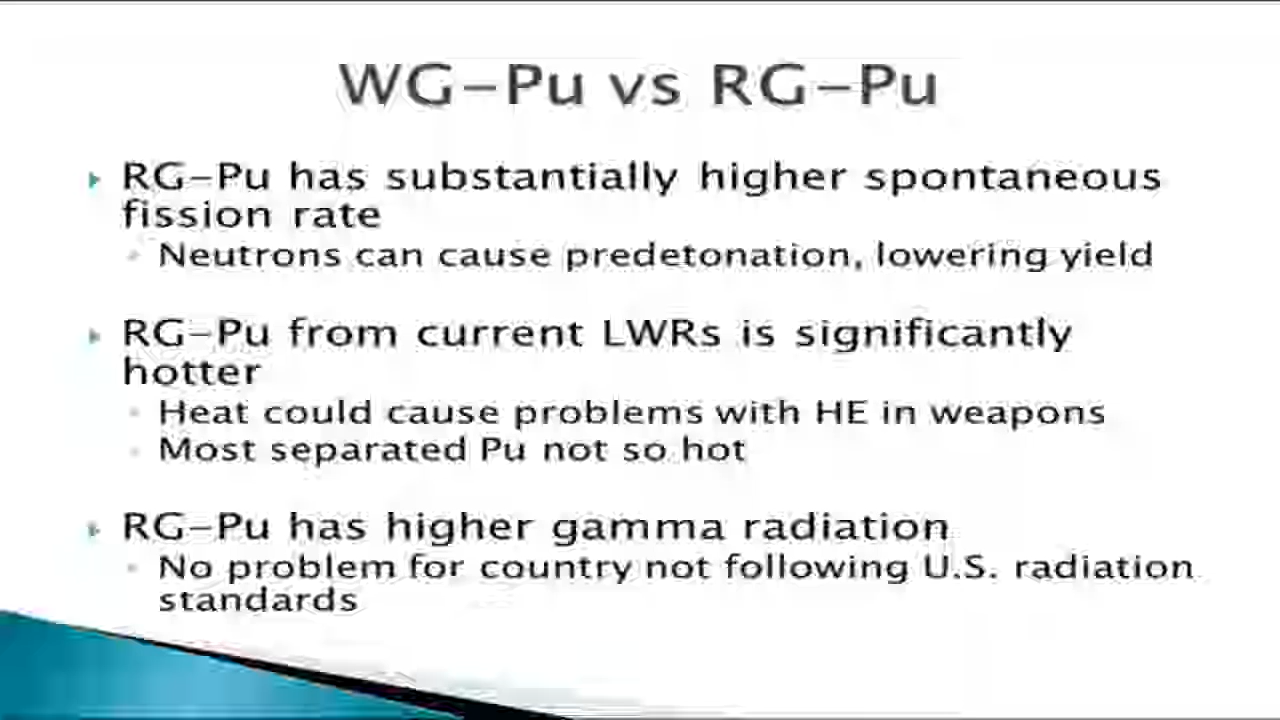 WG-Pu vs RG-Pu
RG-Pu has substantially higher spontaneous
fission rate
Neutrons can cause predetonation, lowering yield
RG-Pu from current LWRs is significantly
hotter
Heat could cause problems with HE in weapons
Most separated Pu not so hot
RG-Pu has higher gamma radiation
No problem for country not following U.S. radiation
standards